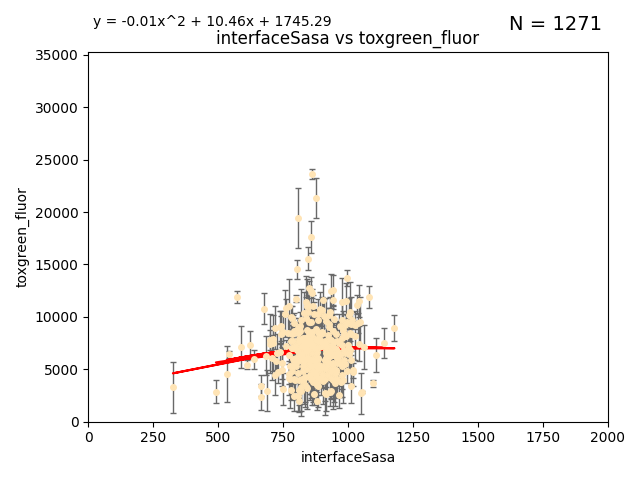 y = -0.01x^2 + 10.46x + 1745.29
N = 1271
interfaceSasa vs toxgreen_fluor
35000
30000
25000
20000
15000
10000
5000
0
toxgreen_fluor
0 250 500 750 1000 1250 1500 1750 2000
interfaceSasa